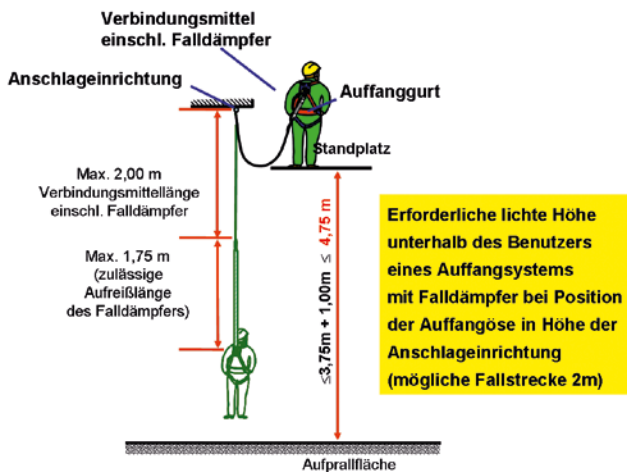 Verbindungsmittel
einschl. Falldämpfer
Anschlageinrichtung
Auffanggurt
Standplatz
Max. 2,00 m
Verbindungsmittellänge
einschl. Falldämpfer
Max. 1,75 m
(zulässige
Aufreißlänge
des Falldämpfers)
≤3,75m + 1,00m ≤ 4,75 m
Erforderliche lichte Höhe
unterhalb des Benutzers
eines Auffangsystems
mit Falldämpfer bei Position
der Auffangöse in Höhe der
Anschlageinrichtung
(mögliche Fallstrecke 2m)
Aufprallfläche